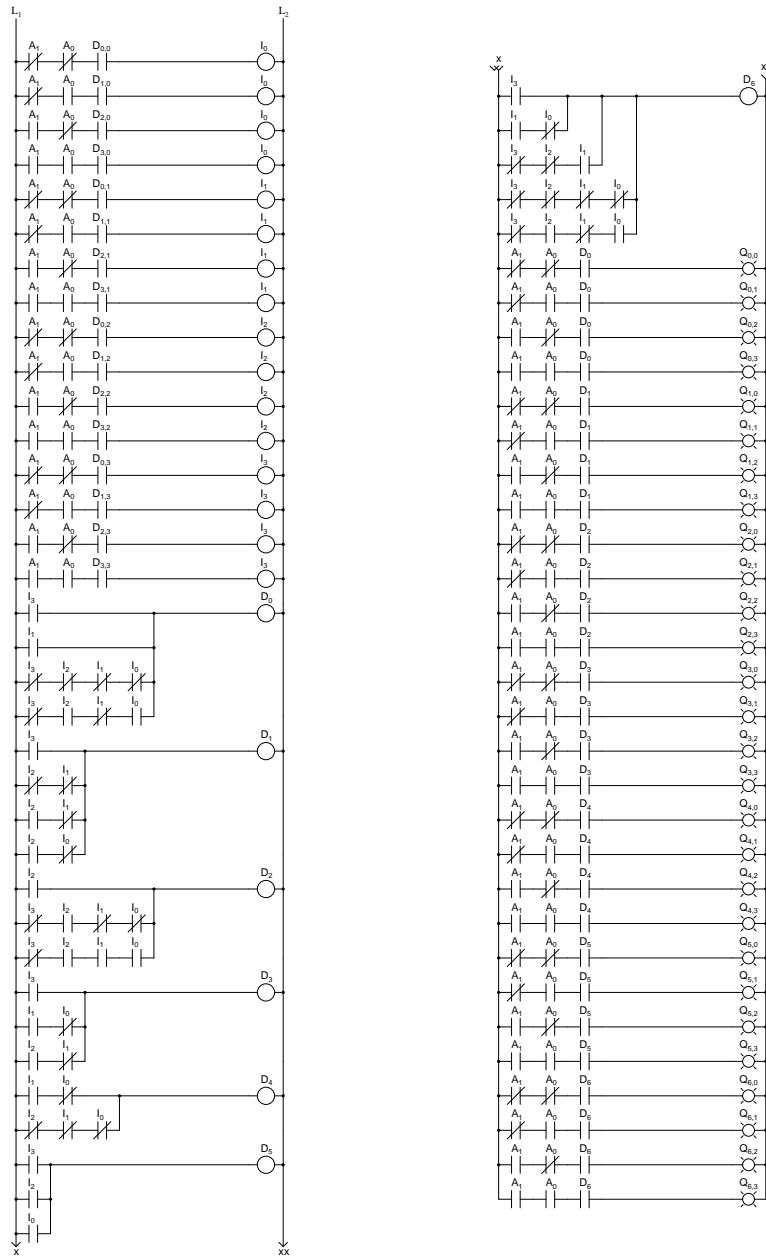 L₁ L₂
A₁ A₀ D₀,₀ I₀
A₁ A₀ D₁,₀ I₀
A₁ A₀ D₂,₀ I₀
A₁ A₀ D₃,₀ I₀
A₁ A₀ D₀,₁ I₁
A₁ A₀ D₁,₁ I₁
A₁ A₀ D₂,₁ I₁
A₁ A₀ D₃,₁ I₁
A₁ A₀ D₀,₂ I₂
A₁ A₀ D₁,₂ I₂
A₁ A₀ D₂,₂ I₂
A₁ A₀ D₃,₂ I₂
A₁ A₀ D₀,₃ I₃
A₁ A₀ D₁,₃ I₃
A₁ A₀ D₂,₃ I₃
A₁ A₀ D₃,₃ I₃
I₃ D₀
I₁
I₃ I₂ I₁ I₀
I₃ I₂ I₁ I₀
I₃ D₁
I₂ I₁
I₂ I₁
I₂ I₀
I₂ D₂
I₃ I₂ I₁ I₀
I₃ I₂ I₁ I₀
I₃ D₃
I₁ I₀
I₂ I₁
I₁ I₀ D₄
I₂ I₁ I₀
I₃ D₅
I₂
I₀
x xx
x xx
I₃ D₆
I₁ I₀
I₃ I₂ I₁
I₃ I₂ I₁ I₀
I₃ I₂ I₁ I₀
A₁ A₀ D₀ Q₀,₀
A₁ A₀ D₀ Q₀,₁
A₁ A₀ D₀ Q₀,₂
A₁ A₀ D₀ Q₀,₃
A₁ A₀ D₁ Q₁,₀
A₁ A₀ D₁ Q₁,₁
A₁ A₀ D₁ Q₁,₂
A₁ A₀ D₁ Q₁,₃
A₁ A₀ D₂ Q₂,₀
A₁ A₀ D₂ Q₂,₁
A₁ A₀ D₂ Q₂,₂
A₁ A₀ D₂ Q₂,₃
A₁ A₀ D₃ Q₃,₀
A₁ A₀ D₃ Q₃,₁
A₁ A₀ D₃ Q₃,₂
A₁ A₀ D₃ Q₃,₃
A₁ A₀ D₄ Q₄,₀
A₁ A₀ D₄ Q₄,₁
A₁ A₀ D₄ Q₄,₂
A₁ A₀ D₄ Q₄,₃
A₁ A₀ D₅ Q₅,₀
A₁ A₀ D₅ Q₅,₁
A₁ A₀ D₅ Q₅,₂
A₁ A₀ D₅ Q₅,₃
A₁ A₀ D₆ Q₆,₀
A₁ A₀ D₆ Q₆,₁
A₁ A₀ D₆ Q₆,₂
A₁ A₀ D₆ Q₆,₃